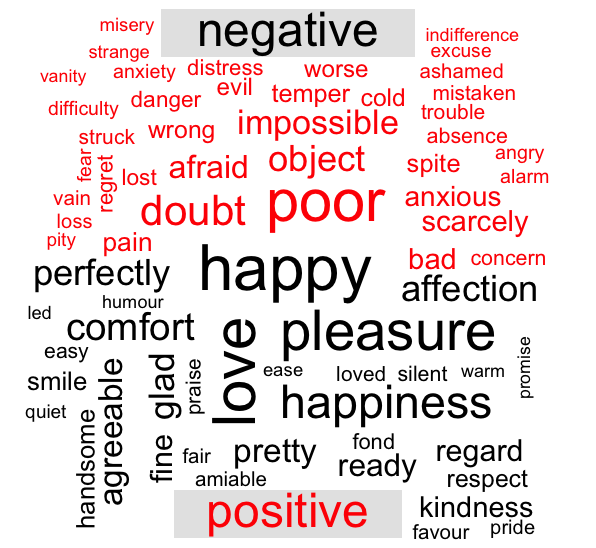 negative
misery
indifference
strange
excuse
vanity
anxiety
distress
worse
ashamed
evil
temper
cold
mistaken
difficulty
danger
trouble
struck
wrong
impossible
absence
fear
regret
lost
afraid
object
spite
angry
alarm
vain
doubt
poor
anxious
loss
scarcely
pity
pain
bad
concern
perfectly
happy
affection
led
humour
comfort
love
pleasure
easy
smile
agreeable
fine
glad
praise
ease
loved
silent
warm
promise
quiet
handsome
happiness
fair
pretty
fond
ready
regard
amiable
respect
positive
kindness
favour
pride